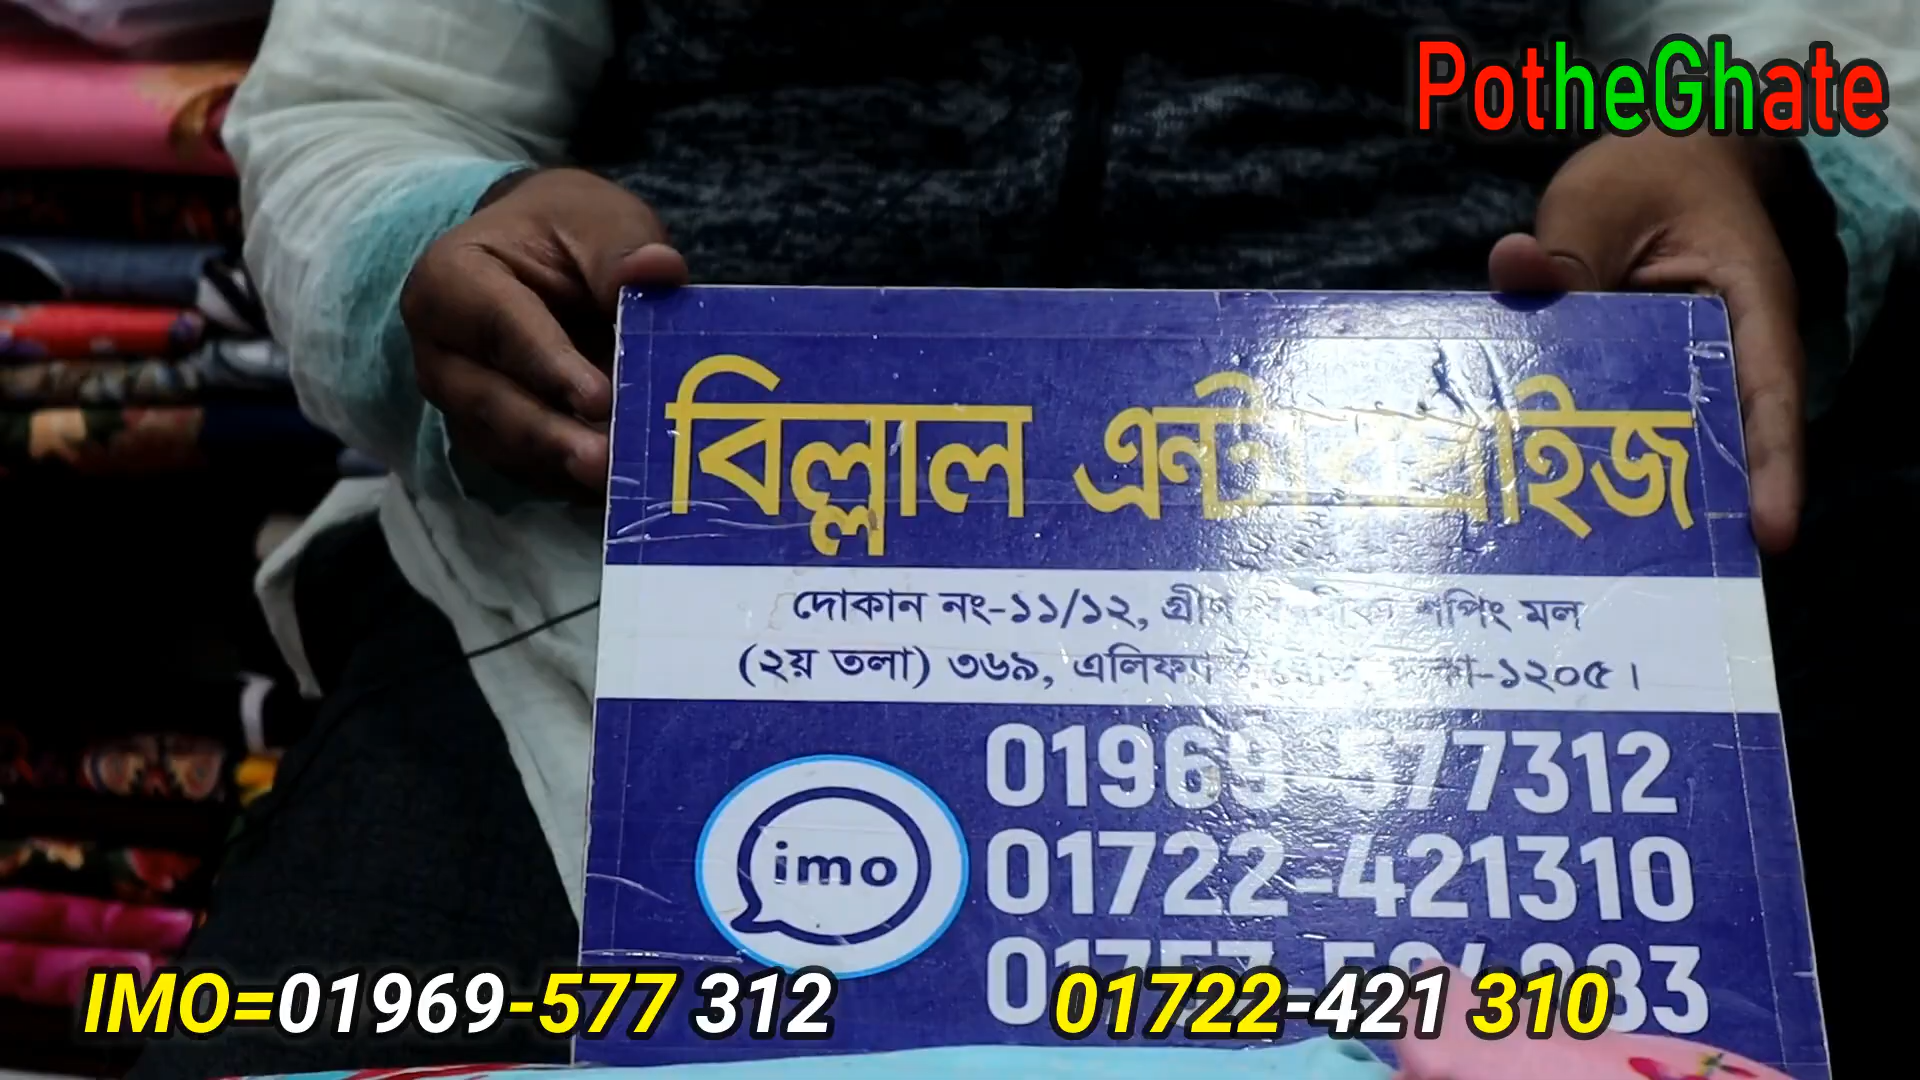 PotheGhate
বিল্লাল এন্টারপ্রাইজ
দোকান নং-১১/১২, গ্রীণ শপিং মল
(২য় তলা) ৩৬৯, এলিফ্যান্ট ঢাকা-১২০৫।
01969-577312
imo
01722-421310
IMO=01969-577 312
01722-421 310